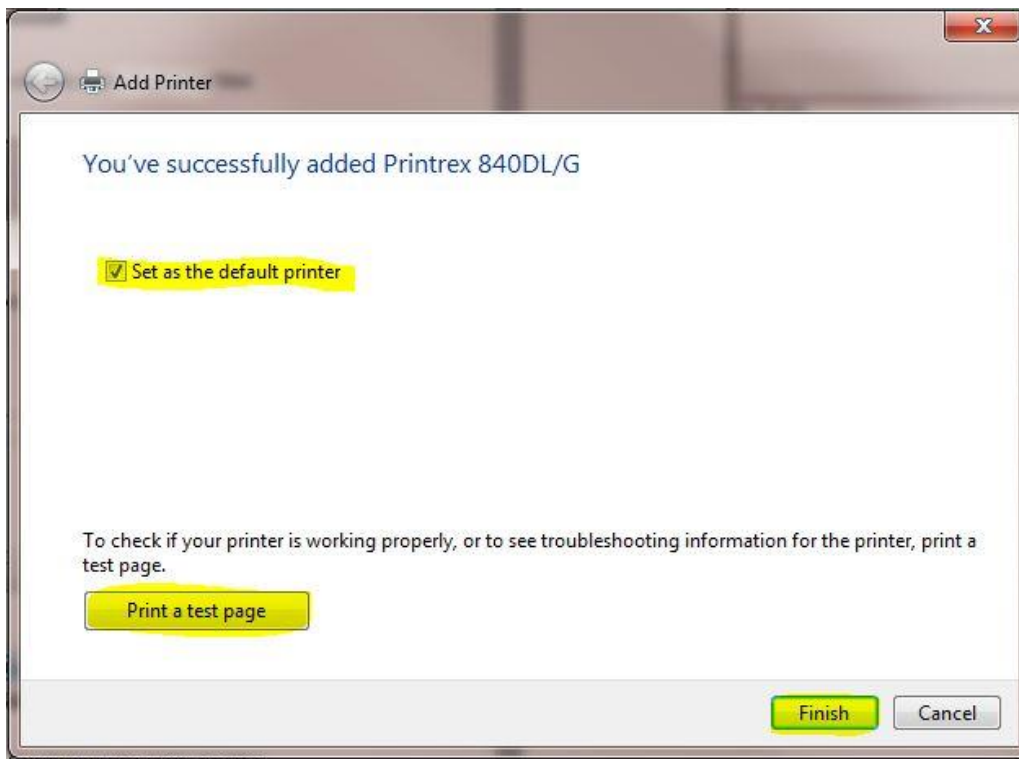 Add Printer
You've successfully added Printrex 840DL/G
Set as the default printer
To check if your printer is working properly, or to see troubleshooting information for the printer, print a
test page.
Print a test page
Finish
Cancel